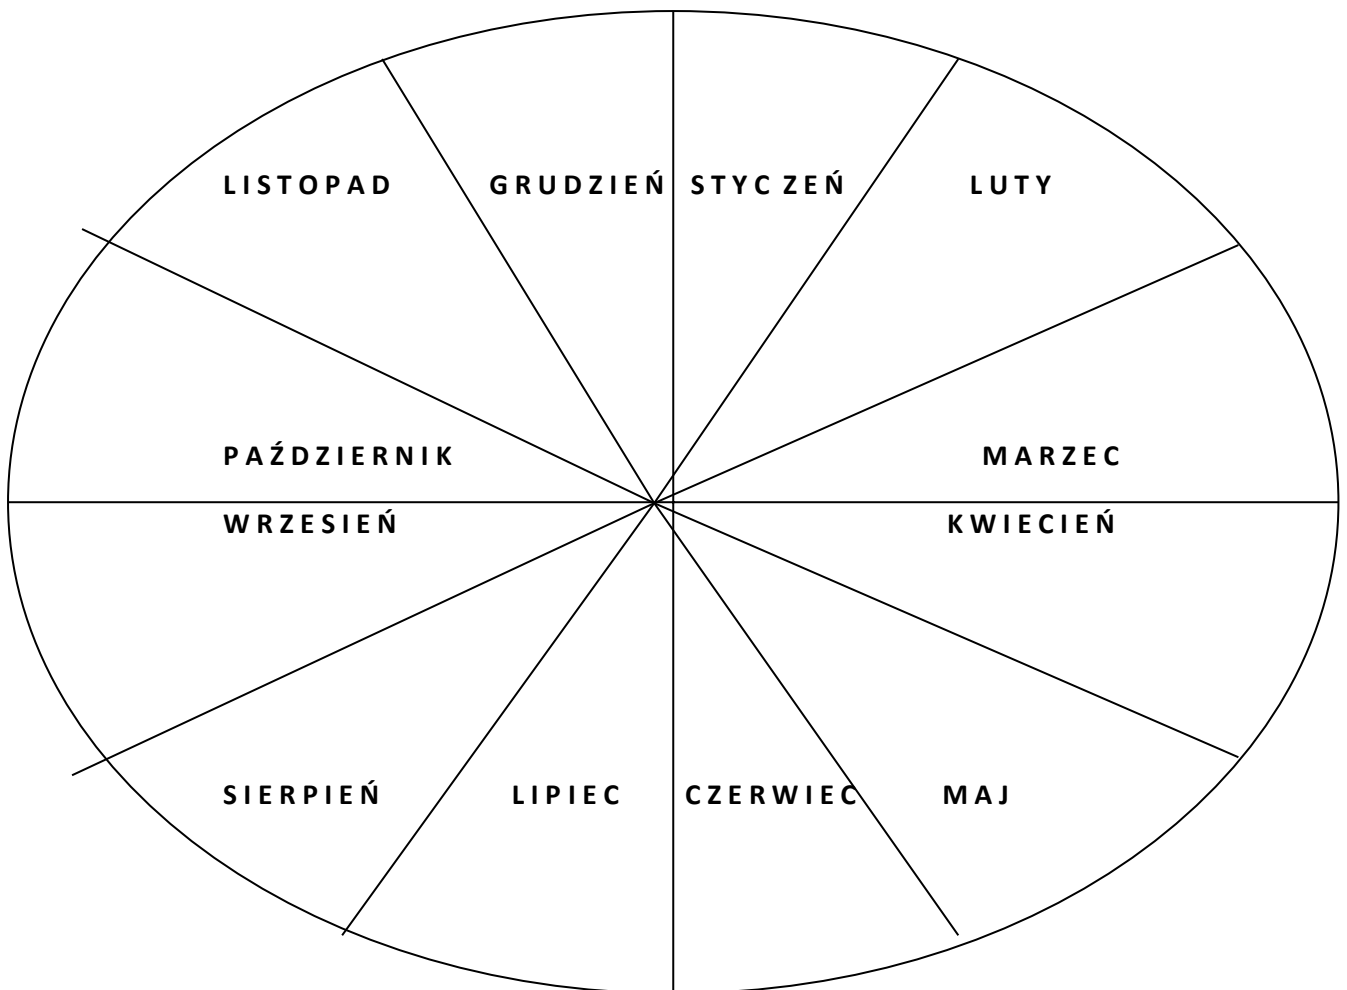 LISTOPAD GRUDZIEŃ STYCZEŃ LUTY
PAŹDZIERNIK MARZEC
WRZESIEŃ KWIECIEŃ
SIERPIEŃ LIPIEC CZERWIEC MAJ